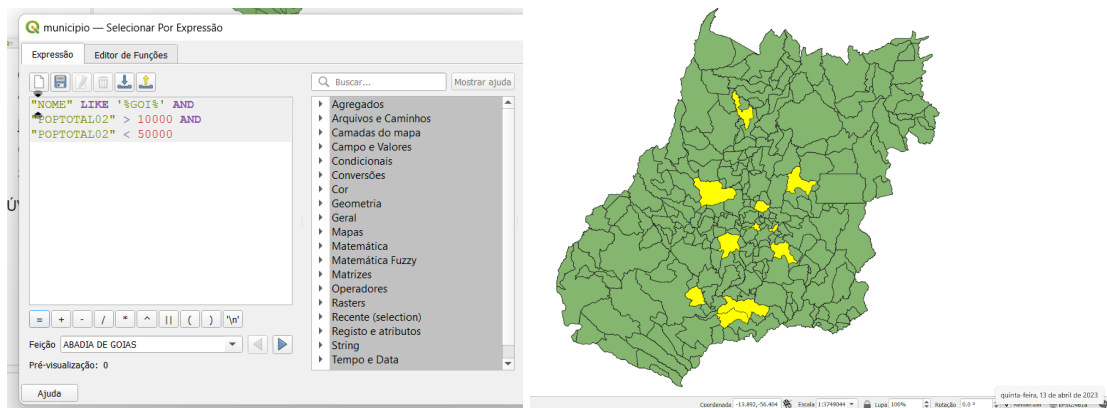 municipio — Selecionar Por Expressão
Expressão
Editor de Funções
"NOME" LIKE '%GOI%' AND
"POPTOTAL02" > 10000 AND
"POPTOTAL02" < 50000
Buscar...
Mostrar ajuda
Agregados
Arquivos e Caminhos
Camadas do mapa
Campo e Valores
Condicionais
Conversões
Cor
Geometria
Geral
Mapas
Matemática
Matemática Fuzzy
Matrizes
Operadores
Rasters
Recente (selection)
Registo e atributos
String
Tempo e Data
= + - / * ^ || ( ) '\n'
Feição ABADIA DE GOIAS
Pré-visualização: 0
Ajuda
Coordenada -13.892,-56.404 Escala 1:3749044 Lupa 100% Rotação 0,0 °
quinta-feira, 13 de abril de 2023